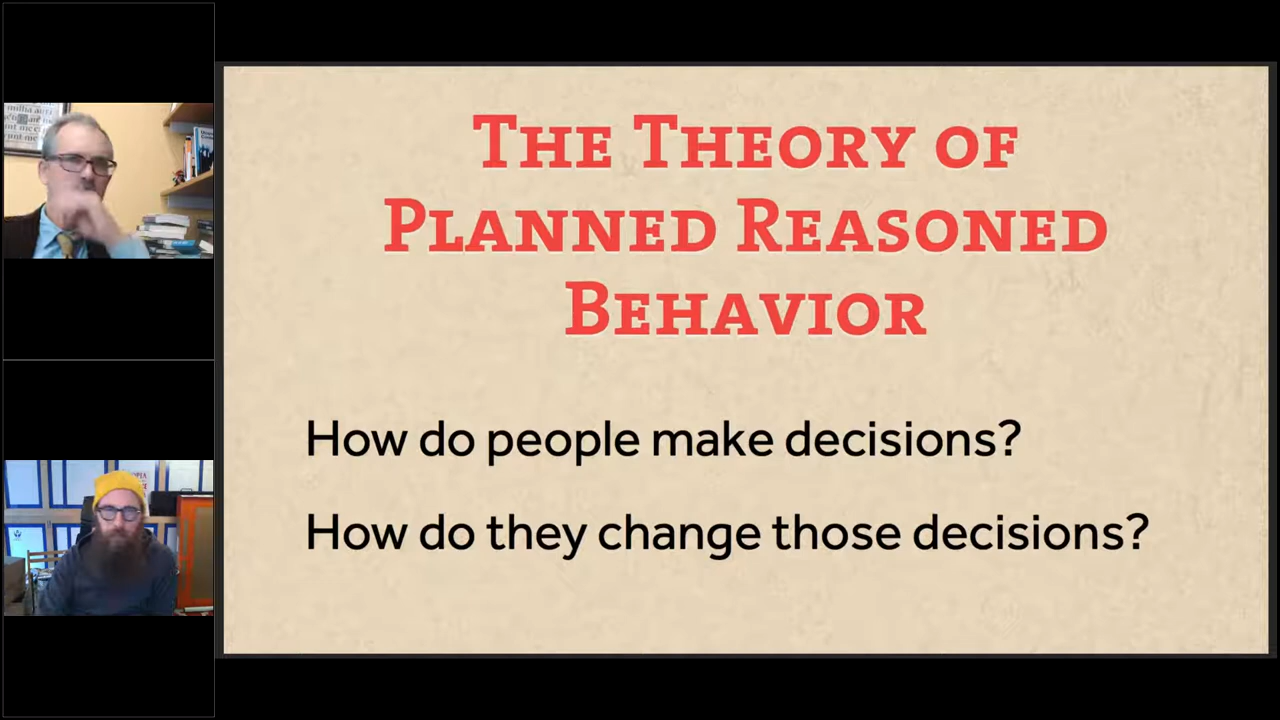 The Theory of
Planned Reasoned
Behavior
How do people make decisions?
How do they change those decisions?